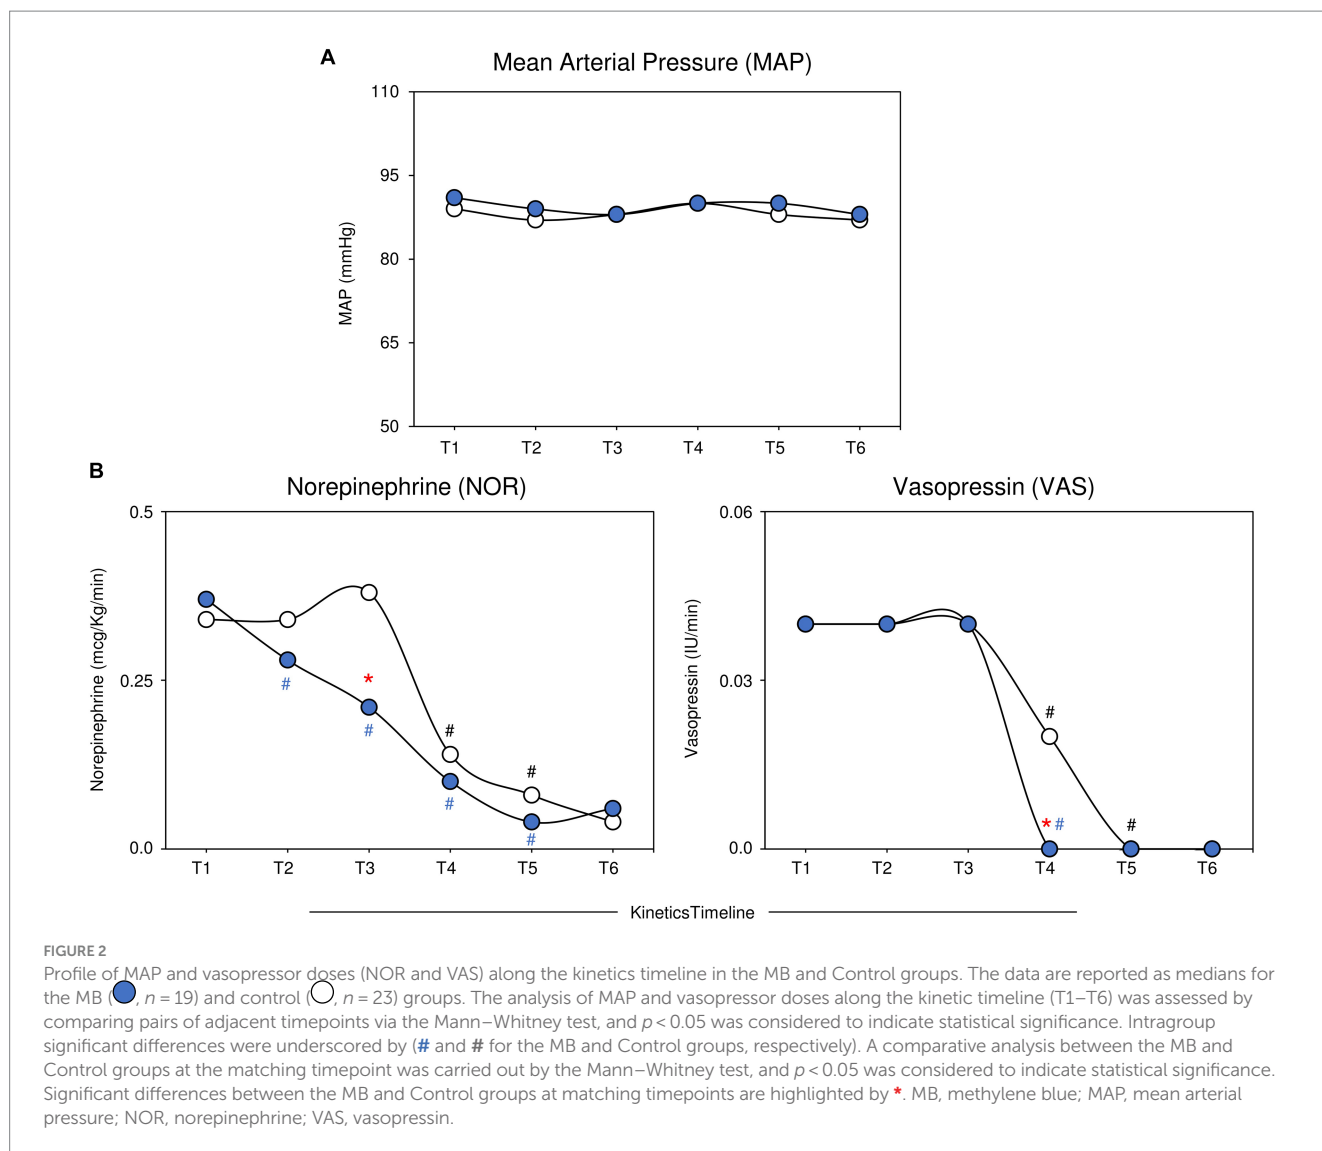 A
Mean Arterial Pressure (MAP)
110
95
80
65
50
MAP (mmHg)
T1 T2 T3 T4 T5 T6
B
Norepinephrine (NOR)
0.5
0.25
0.0
Norepinephrine (mcg/Kg/min)
#
*
#
#
#
#
#
T1 T2 T3 T4 T5 T6
Vasopressin (VAS)
0.06
0.03
0.0
Vasopressin (IU/min)
#
* #
#
T1 T2 T3 T4 T5 T6
KineticsTimeline
FIGURE 2
Profile of MAP and vasopressor doses (NOR and VAS) along the kinetics timeline in the MB and Control groups. The data are reported as medians for
the MB ( , n = 19) and control ( , n = 23) groups. The analysis of MAP and vasopressor doses along the kinetic timeline (T1–T6) was assessed by
comparing pairs of adjacent timepoints via the Mann–Whitney test, and p < 0.05 was considered to indicate statistical significance. Intragroup
significant differences were underscored by (# and # for the MB and Control groups, respectively). A comparative analysis between the MB and
Control groups at the matching timepoint was carried out by the Mann–Whitney test, and p < 0.05 was considered to indicate statistical significance.
Significant differences between the MB and Control groups at matching timepoints are highlighted by *. MB, methylene blue; MAP, mean arterial
pressure; NOR, norepinephrine; VAS, vasopressin.